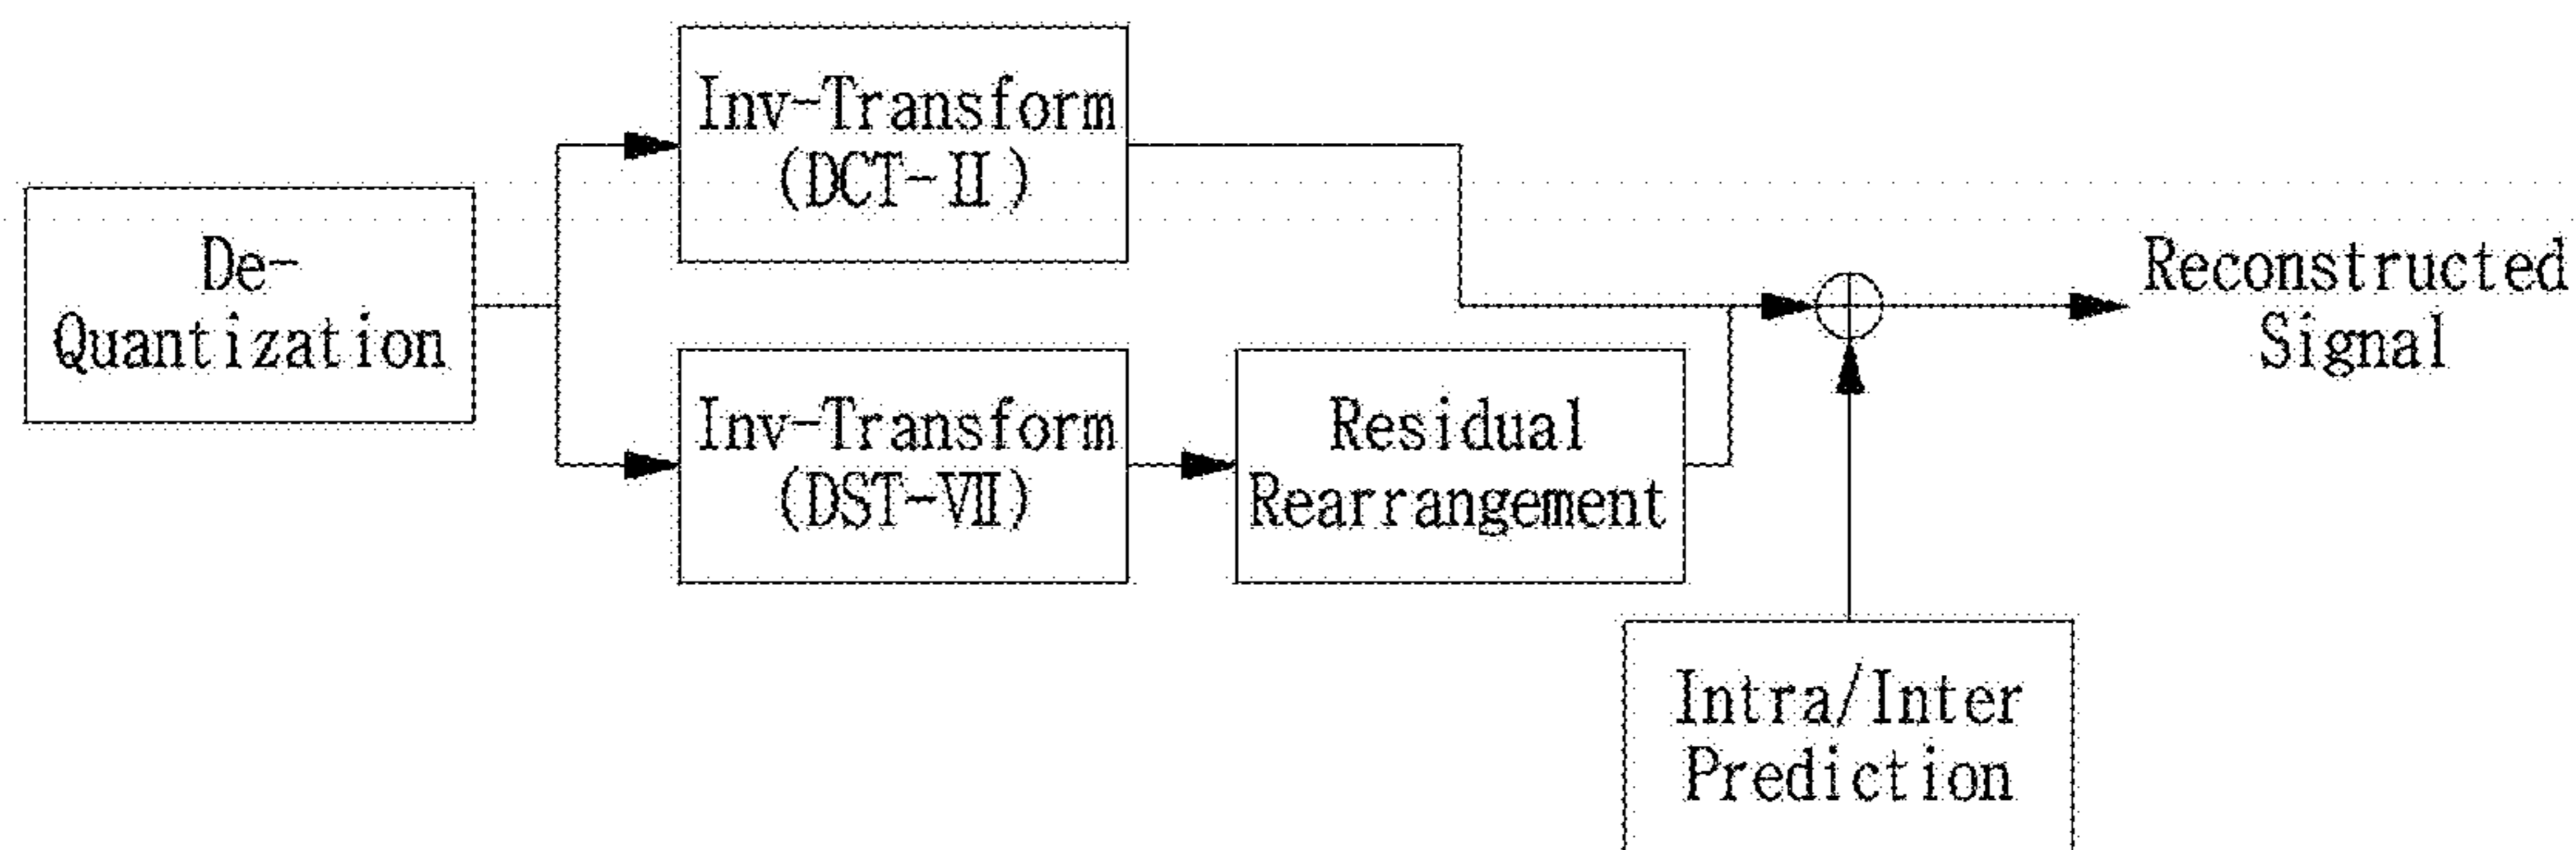 Inv-Transform
(DCT-Ⅱ)
De-
Quantization
Reconstructed
Signal
Inv-Transform
(DST-Ⅶ)
Residual
Rearrangement
Intra/Inter
Prediction